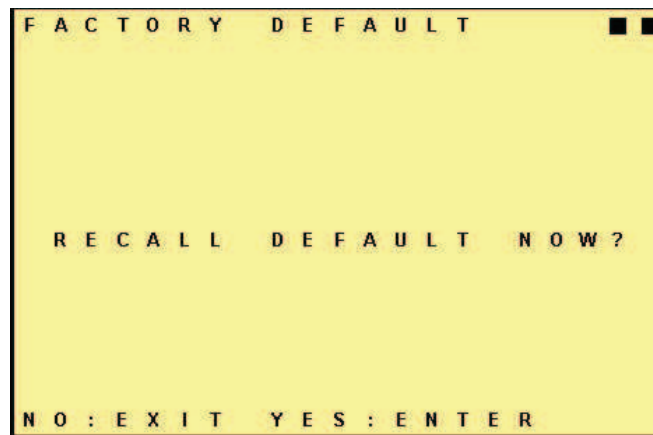 FACTORY DEFAULT ■ ■
RECALL DEFAULT NOW?
NO:EXIT YES:ENTER